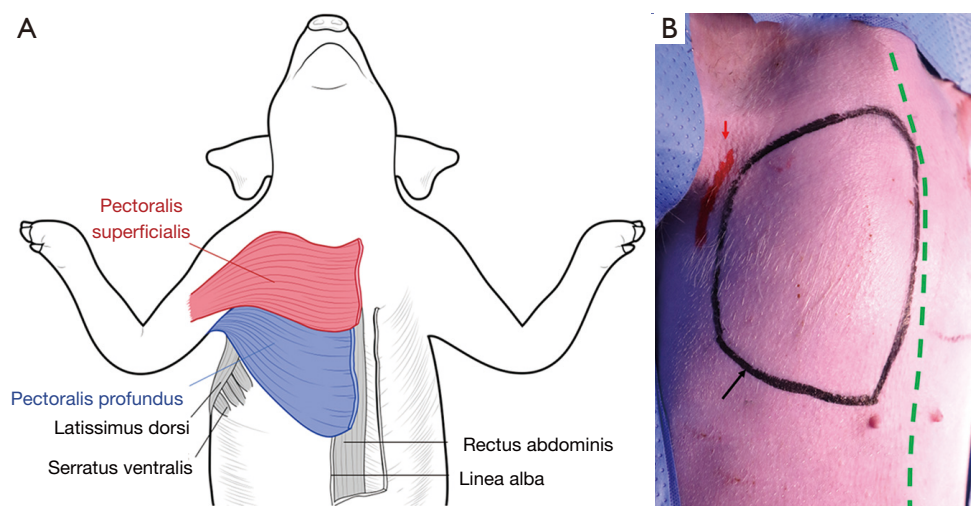 A
B
Pectoralis
superficialis
Pectoralis profundus
Latissimus dorsi
Serratus ventralis
Rectus abdominis
Linea alba